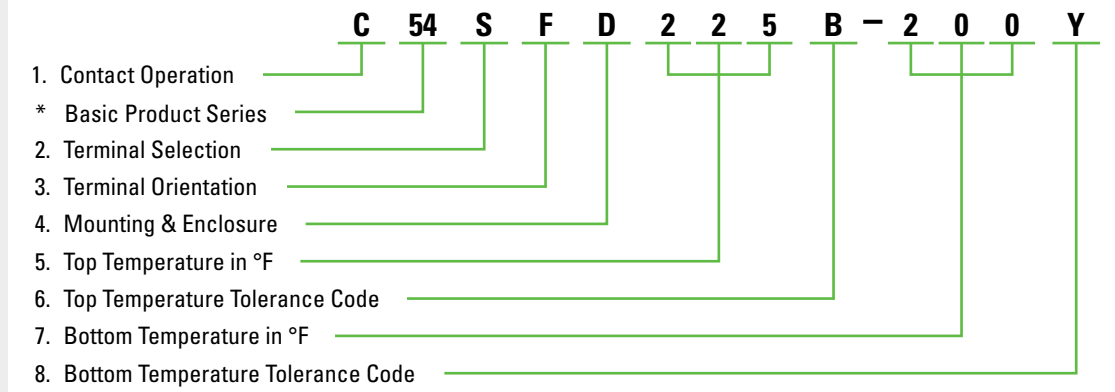 C 54 S F D 2 2 5 B – 2 0 0 Y
1. Contact Operation
* Basic Product Series
2. Terminal Selection
3. Terminal Orientation
4. Mounting & Enclosure
5. Top Temperature in °F
6. Top Temperature Tolerance Code
7. Bottom Temperature in °F
8. Bottom Temperature Tolerance Code